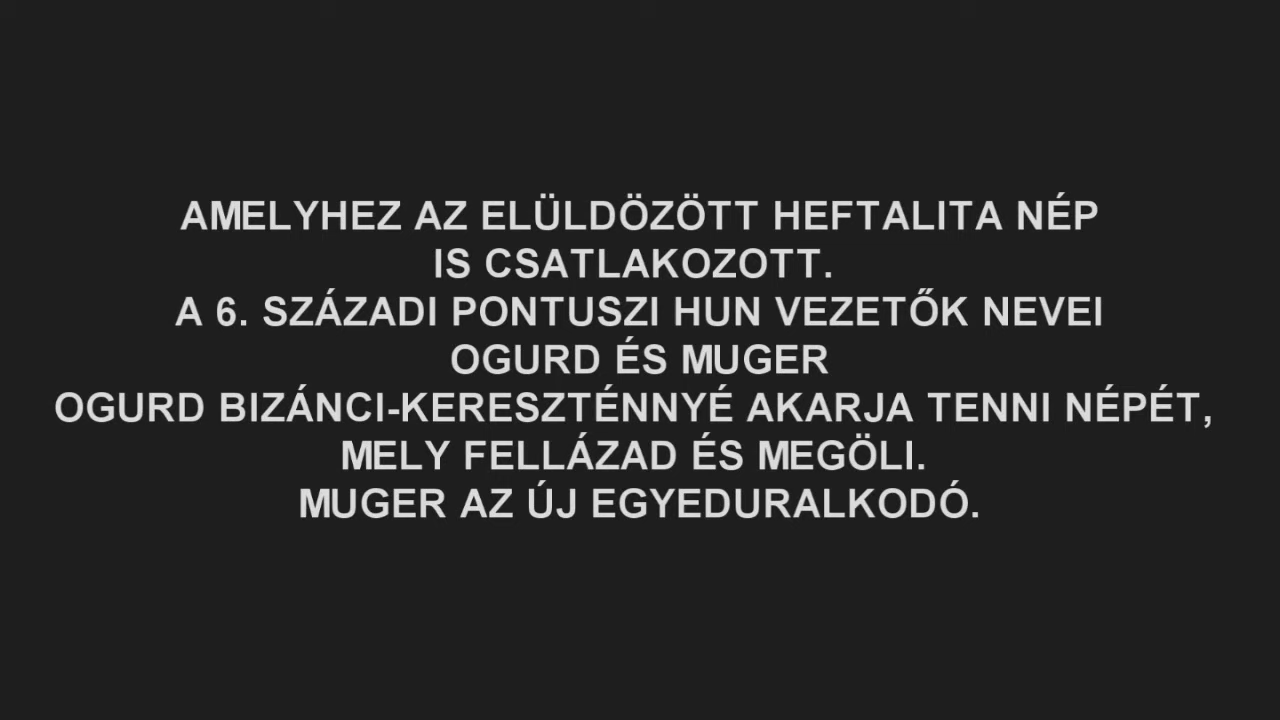 AMELYHEZ AZ ELÜLDÖZÖTT HEFTALITA NÉP
IS CSATLAKOZOTT.
A 6. SZÁZADI PONTUSZI HUN VEZETŐK NEVEI
OGURD ÉS MUGER
OGURD BIZÁNCI-KERESZTÉNNYÉ AKARJA TENNI NÉPÉT,
MELY FELLÁZAD ÉS MEGÖLI.
MUGER AZ ÚJ EGYEDURALKODÓ.